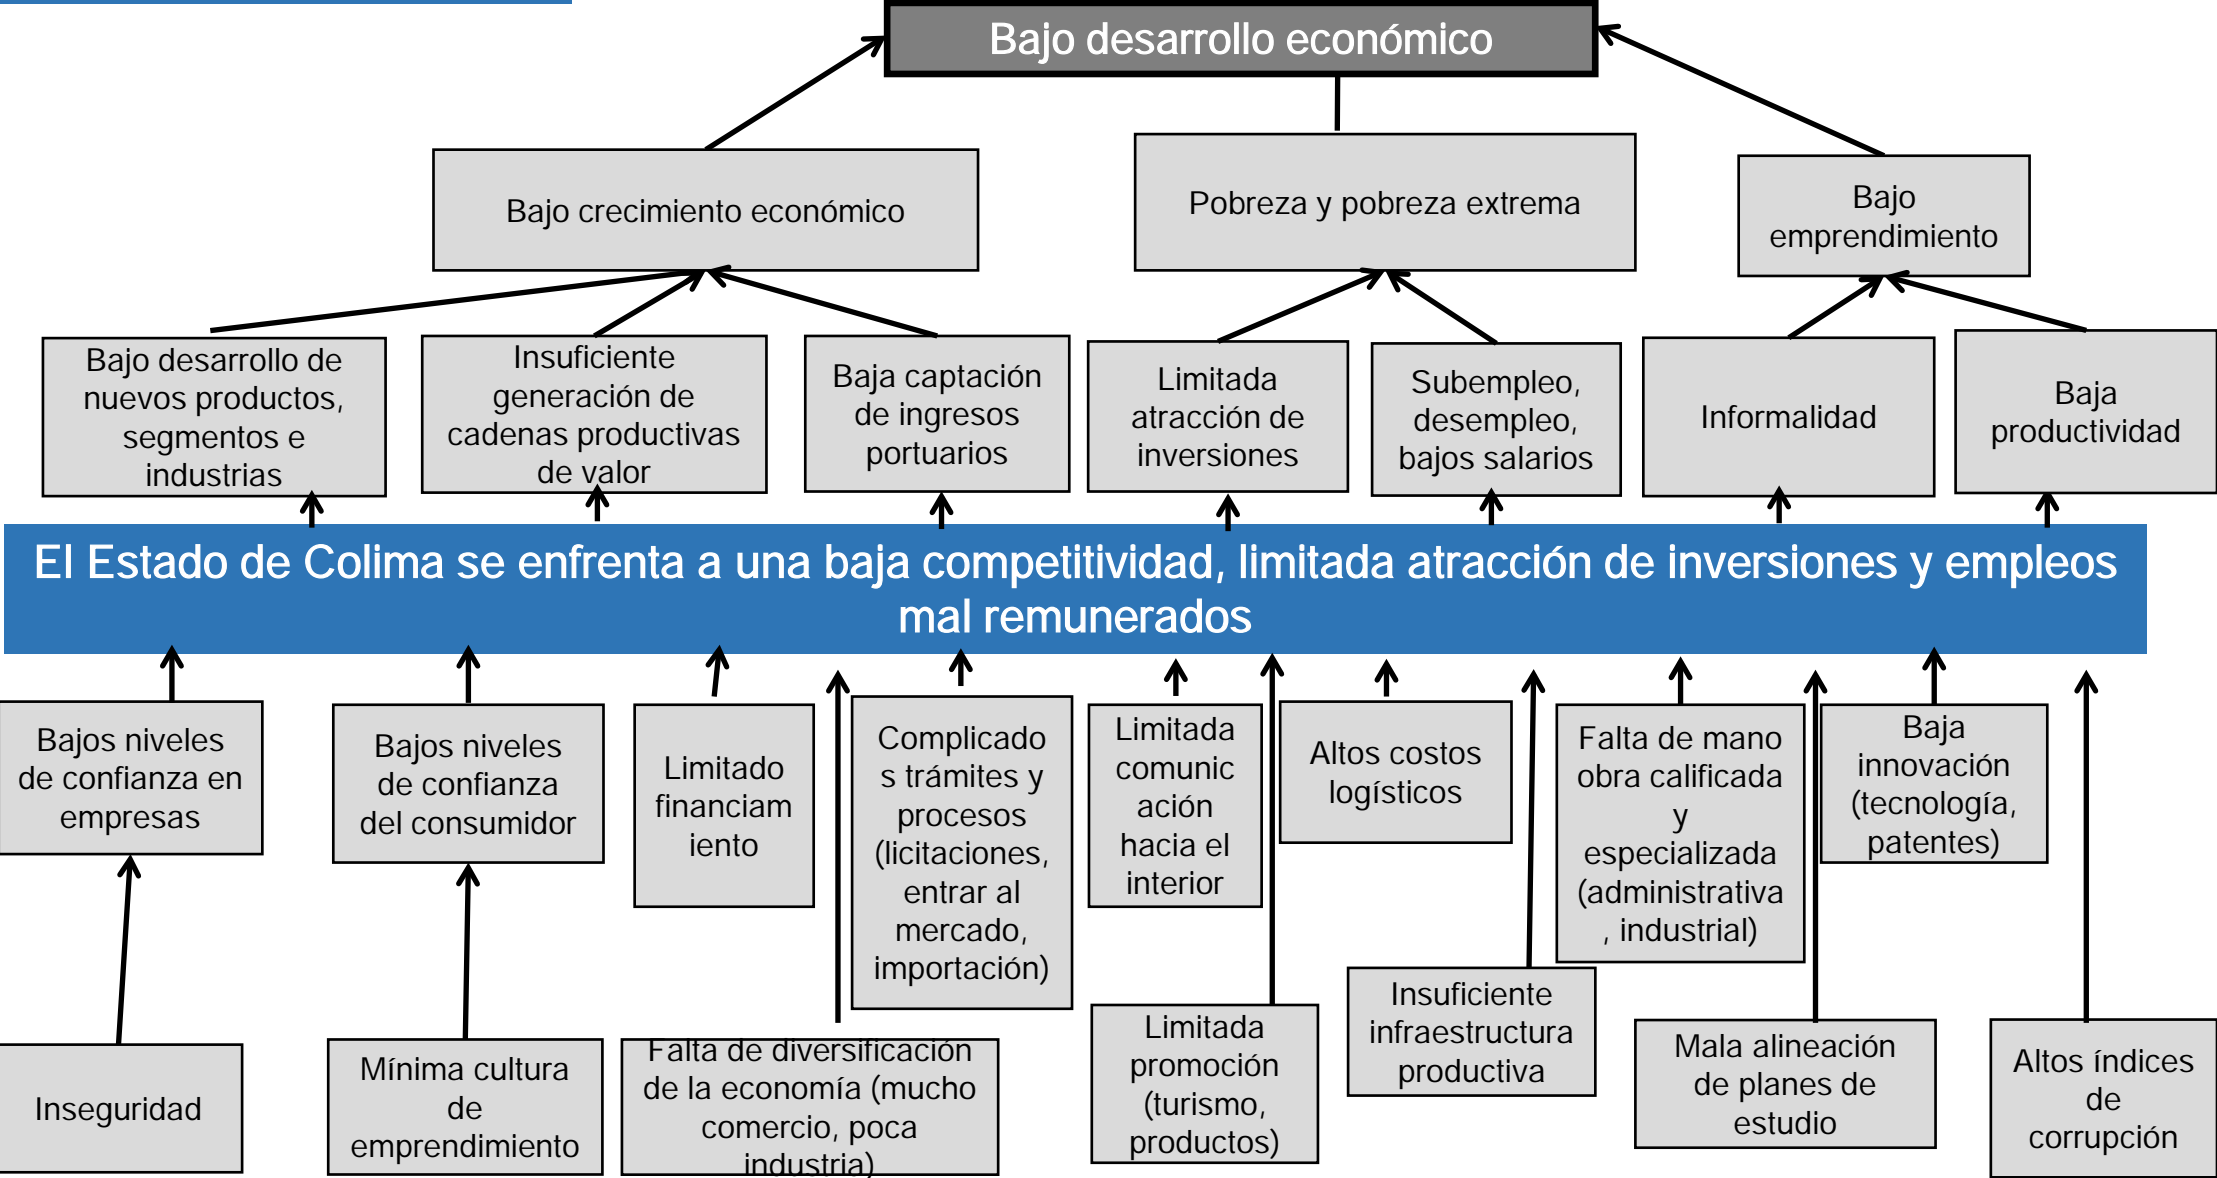 Bajo desarrollo económico
Bajo crecimiento económico
Pobreza y pobreza extrema
Bajo
emprendimiento
Bajo desarrollo de
nuevos productos,
segmentos e
industrias
Insuficiente
generación de
cadenas productivas
de valor
Baja captación
de ingresos
portuarios
Limitada
atracción de
inversiones
Subempleo,
desempleo,
bajos salarios
Informalidad
Baja
productividad
El Estado de Colima se enfrenta a una baja competitividad, limitada atracción de inversiones y empleos
mal remunerados
Bajos niveles
de confianza en
empresas
Bajos niveles
de confianza
del consumidor
Limitado
financiam
iento
Complicado
s trámites y
procesos
(licitaciones,
entrar al
mercado,
importación)
Limitada
comunic
ación
hacia el
interior
Altos costos
logísticos
Falta de mano
obra calificada
y
especializada
(administrativa
, industrial)
Baja
innovación
(tecnología,
patentes)
Inseguridad
Mínima cultura
de
emprendimiento
Falta de diversificación
de la economía (mucho
comercio, poca
industria)
Limitada
promoción
(turismo,
productos)
Insuficiente
infraestructura
productiva
Mala alineación
de planes de
estudio
Altos índices
de
corrupción